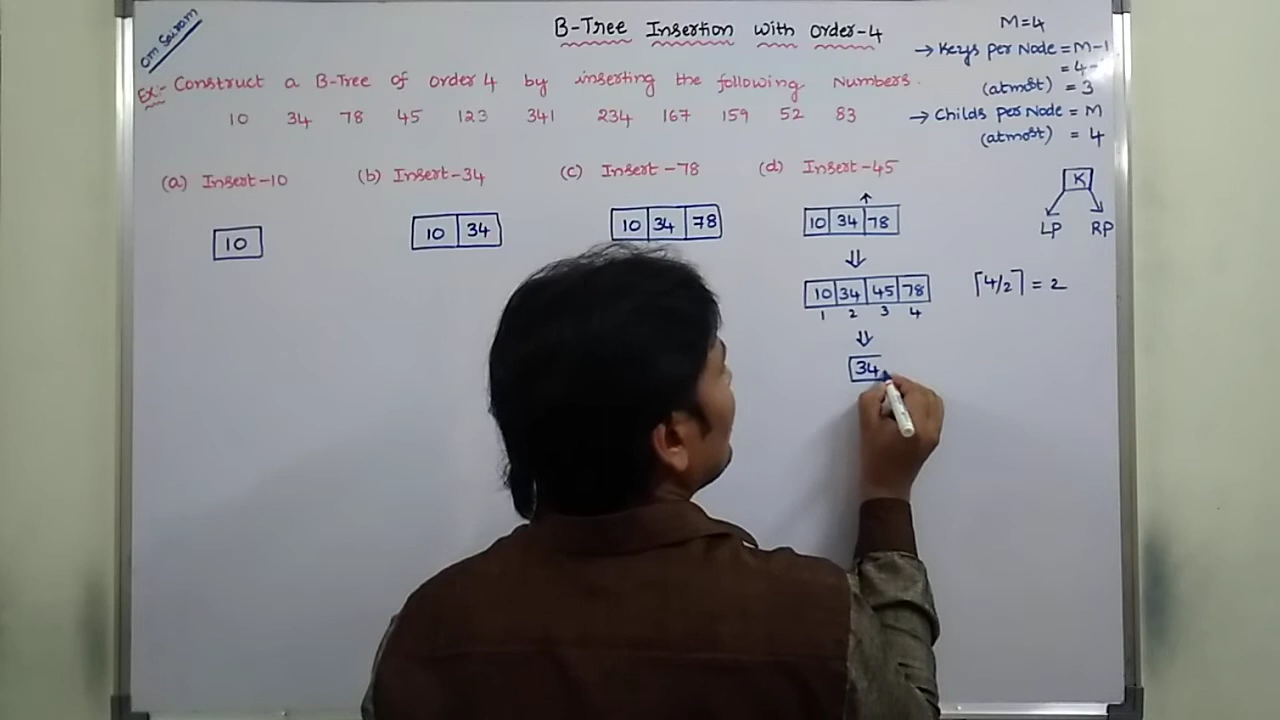 Om Sairam
B-Tree Insertion with Order-4
Ex:- Construct a B-Tree of order 4 by inserting the following Numbers.
10 34 78 45 123 341 234 167 159 52 83
M=4
→ Keys per Node = M-1
= 4-
(atmost) = 3
→ Childs per Node = M
(atmost) = 4
K
LP RP
(a) Insert-10
10
(b) Insert-34
10 34
(c) Insert-78
10 34 78
(d) Insert-45
↑
10 34 78
⇓
10 34 45 78
1 2 3 4
⌈4/2⌉ = 2
⇓
34